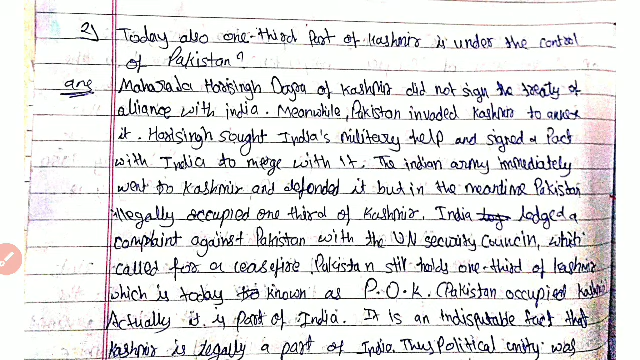 2) Today also one-third Part of Kashmir is under the control
of Pakistan?
ans Maharada Harisingh Dogra of Kashmir did not sign the treaty of
alliance with india. Meanwhile, Pakistan invaded Kashmir to annex
it. Harisingh sought India's military help and signed a Pact
with India to merge with it. The indian army immediately
went to Kashmir and defended it but in the meantime Pakistan
illegally occupied one third of Kashmir. India lodged a
complaint against Pakistan with the UN security Councin, which
called for a ceasefire, Pakistan still holds one-third of Kashmir
which is today known as P.O.K. (Pakistan occupied Kashmir
Actually it is part of India. It is an indisputable fact that
Kashmir is legally a part of India. Thus Political unity was